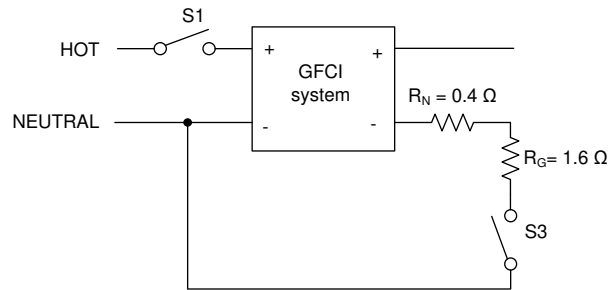 S1
HOT
+
+
GFCI
system
R_N = 0.4 Ω
NEUTRAL
-
-
R_G= 1.6 Ω
S3